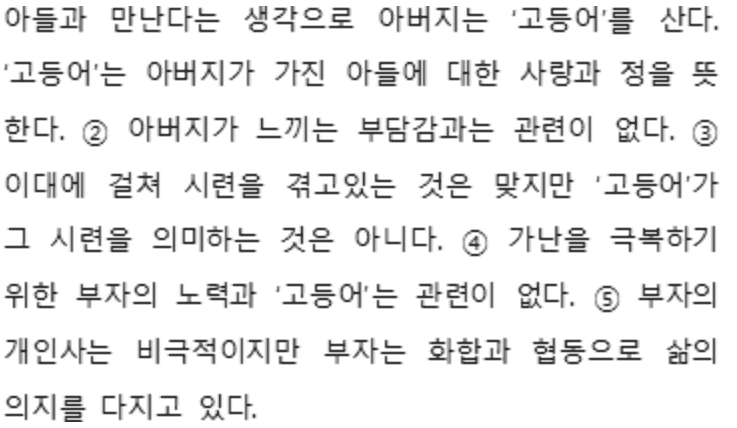 아들과 만난다는 생각으로 아버지는 ‘고등어’를 산다.
‘고등어’는 아버지가 가진 아들에 대한 사랑과 정을 뜻
한다. ② 아버지가 느끼는 부담감과는 관련이 없다. ③
이대에 걸쳐 시련을 겪고있는 것은 맞지만 ‘고등어’가
그 시련을 의미하는 것은 아니다. ④ 가난을 극복하기
위한 부자의 노력과 ‘고등어’는 관련이 없다. ⑤ 부자의
개인사는 비극적이지만 부자는 화합과 협동으로 삶의
의지를 다지고 있다.